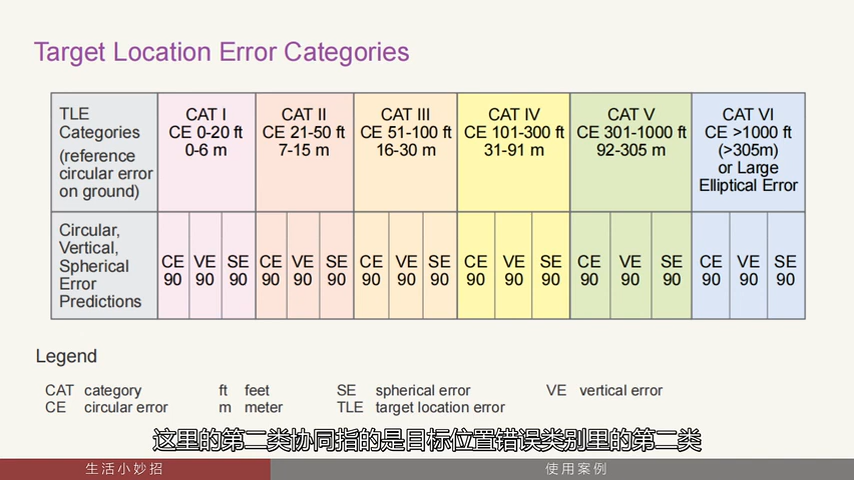 Target Location Error Categories
TLE
Categories
(reference
circular error
on ground)
CAT I
CE 0-20 ft
0-6 m
CAT II
CE 21-50 ft
7-15 m
CAT III
CE 51-100 ft
16-30 m
CAT IV
CE 101-300 ft
31-91 m
CAT V
CE 301-1000 ft
92-305 m
CAT VI
CE >1000 ft
(>305m)
or Large
Elliptical Error
Circular,
Vertical,
Spherical
Error
Predictions
CE
90
VE
90
SE
90
CE
90
VE
90
SE
90
CE
90
VE
90
SE
90
CE
90
VE
90
SE
90
CE
90
VE
90
SE
90
CE
90
VE
90
SE
90
Legend
CAT category
CE circular error
ft feet
m meter
SE spherical error
TLE target location error
VE vertical error
这里的第二类协同指的是目标位置错误类别里的第二类
生活小妙招
使用案例